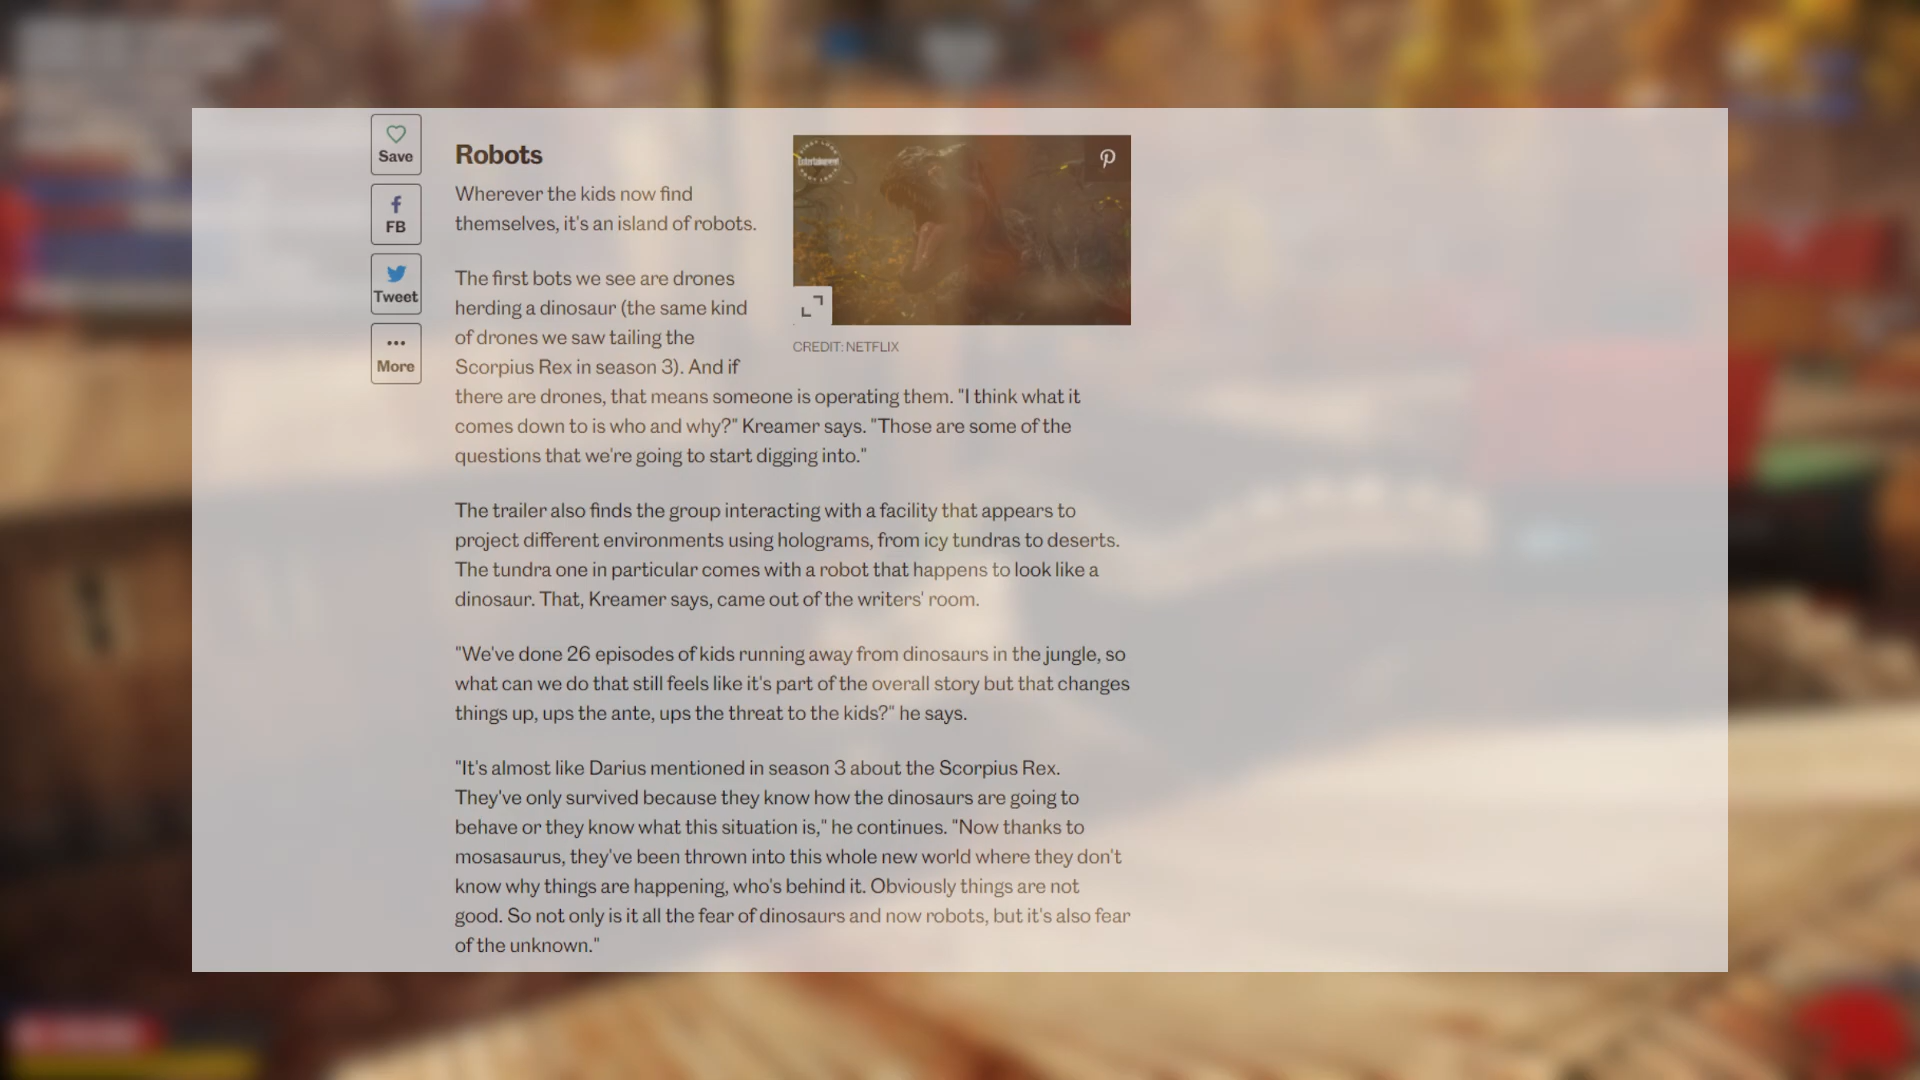 Save
FB
Tweet
More
Robots
Wherever the kids now find
themselves, it's an island of robots.
Entertainment
CREDIT: NETFLIX
The first bots we see are drones
herding a dinosaur (the same kind
of drones we saw tailing the
Scorpius Rex in season 3). And if
there are drones, that means someone is operating them. "I think what it
comes down to is who and why?" Kreamer says. "Those are some of the
questions that we're going to start digging into."
The trailer also finds the group interacting with a facility that appears to
project different environments using holograms, from icy tundras to deserts.
The tundra one in particular comes with a robot that happens to look like a
dinosaur. That, Kreamer says, came out of the writers' room.
"We've done 26 episodes of kids running away from dinosaurs in the jungle, so
what can we do that still feels like it's part of the overall story but that changes
things up, ups the ante, ups the threat to the kids?" he says.
"It's almost like Darius mentioned in season 3 about the Scorpius Rex.
They've only survived because they know how the dinosaurs are going to
behave or they know what this situation is," he continues. "Now thanks to
mosasaurus, they've been thrown into this whole new world where they don't
know why things are happening, who's behind it. Obviously things are not
good. So not only is it all the fear of dinosaurs and now robots, but it's also fear
of the unknown."